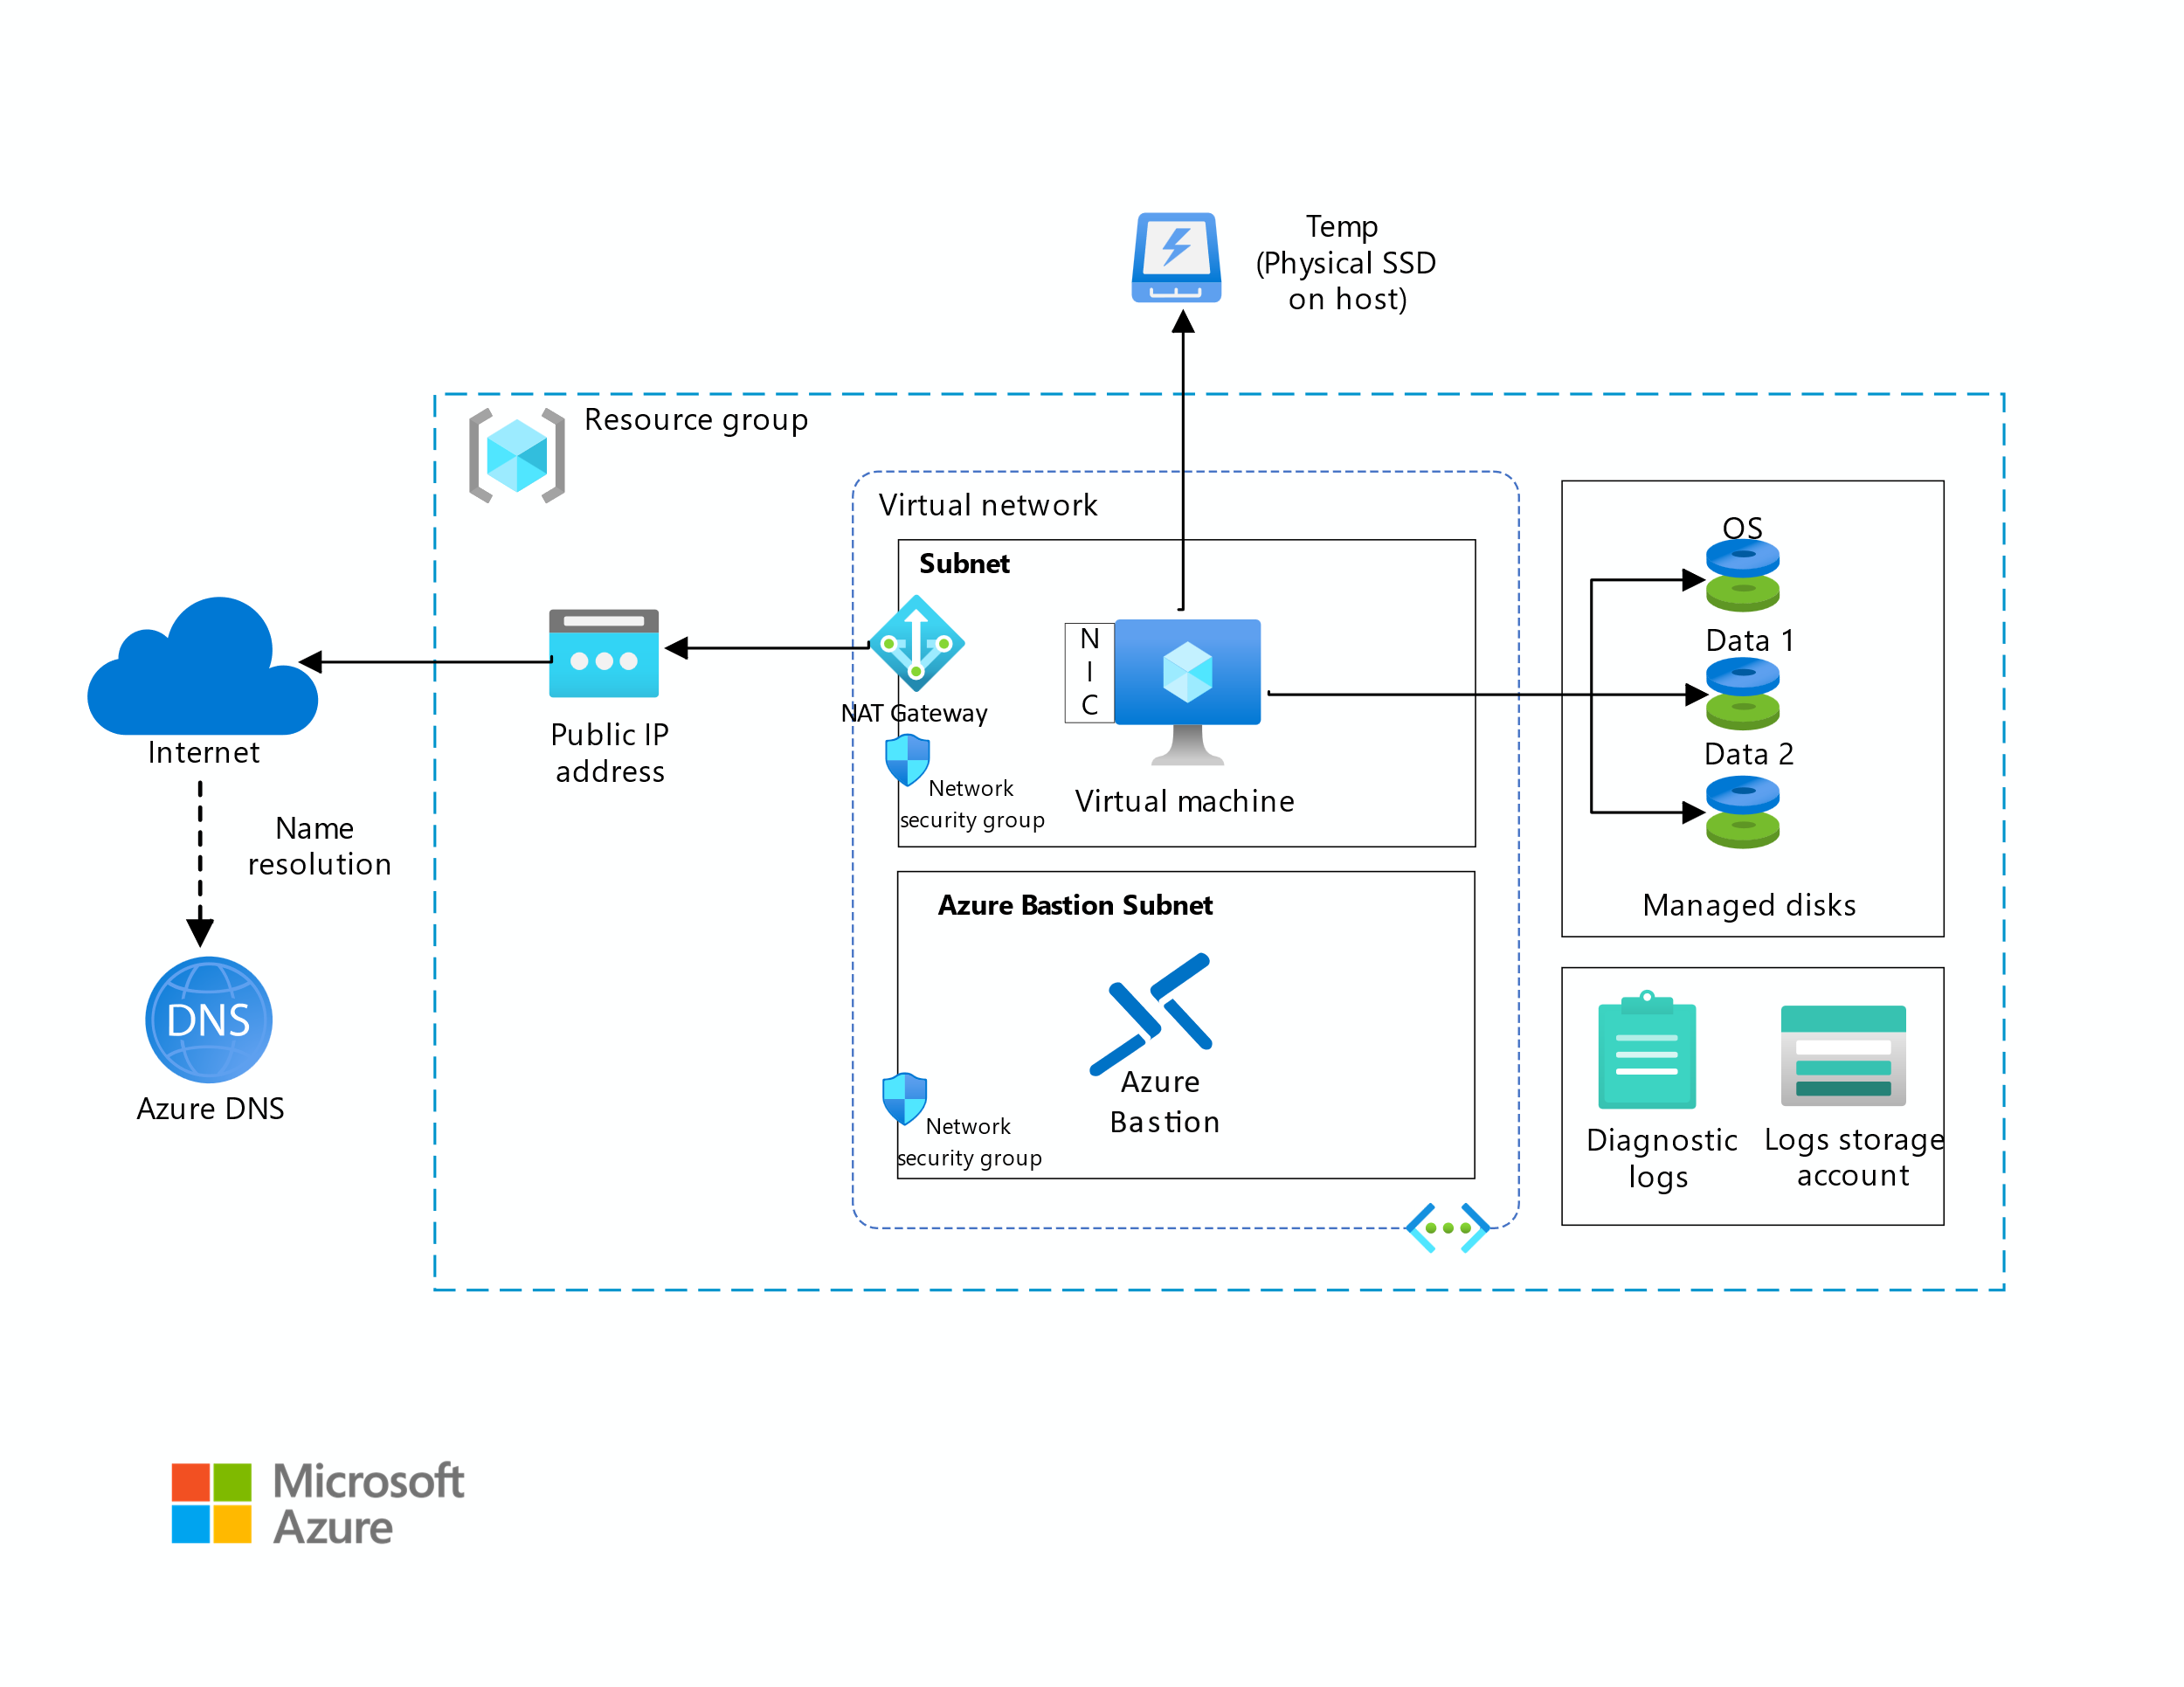 Temp
(Physical SSD
on host)
Resource group
Virtual network
Subnet
N
I
C
NAT Gateway
Network
security group
Virtual machine
OS
Data 1
Data 2
Managed disks
Internet
Public IP
address
Name
resolution
DNS
Azure DNS
Azure Bastion Subnet
Azure
Bastion
Network
security group
Diagnostic
logs
Logs storage
account
Microsoft
Azure